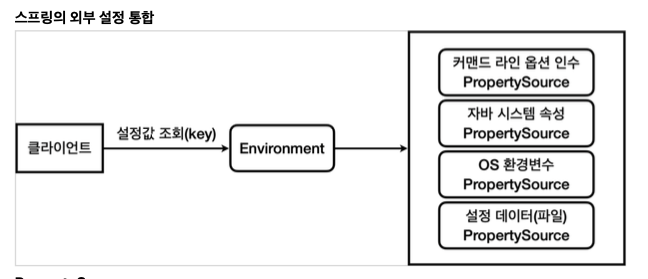 스프링의 외부 설정 통합
클라이언트
설정값 조회(key)
Environment
커맨드 라인 옵션 인수
PropertySource
자바 시스템 속성
PropertySource
OS 환경변수
PropertySource
설정 데이터(파일)
PropertySource